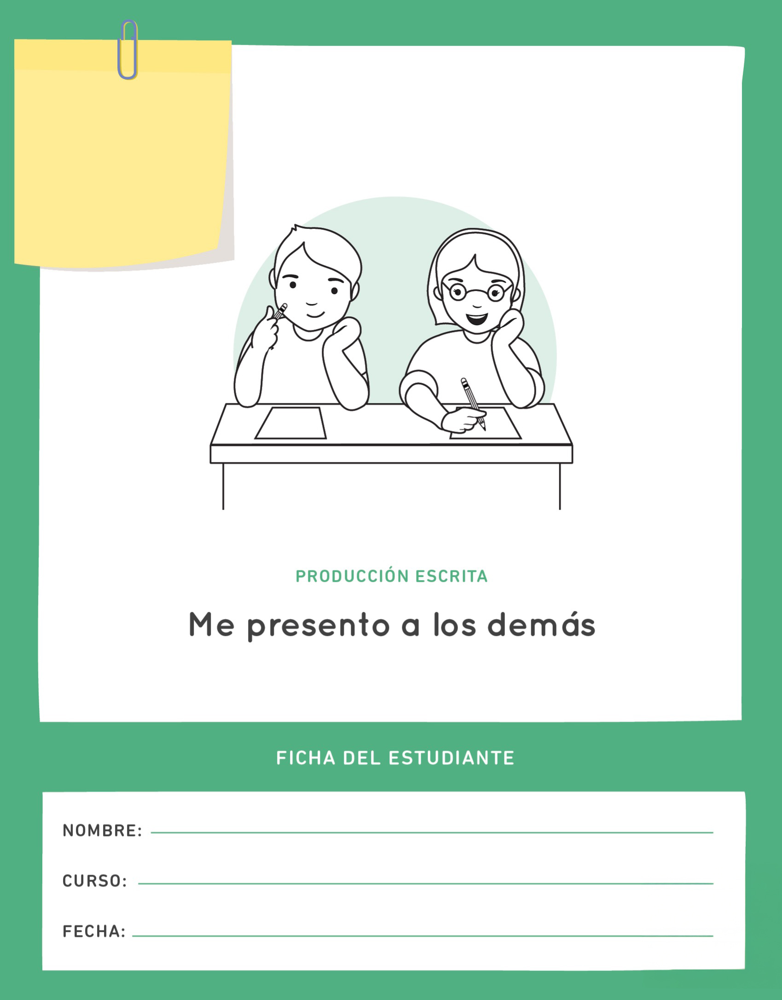 PRODUCCIÓN ESCRITA
Me presento a los demás
FICHA DEL ESTUDIANTE
NOMBRE:
CURSO:
FECHA: